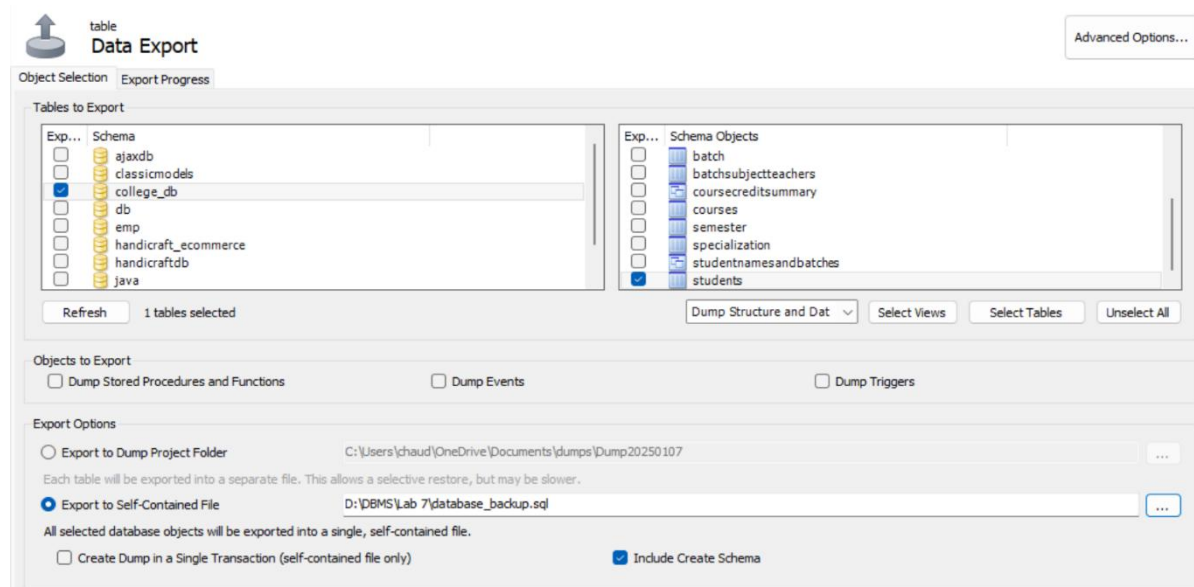 table
Data Export
Advanced Options...
Object Selection Export Progress
Tables to Export
Exp... Schema
ajaxdb
classicmodels
college_db
db
emp
handicraft_ecommerce
handicraftdb
java
Exp... Schema Objects
batch
batchsubjectteachers
coursecreditsummary
courses
semester
specialization
studentnamesandbatches
students
Refresh 1 tables selected Dump Structure and Dat Select Views Select Tables Unselect All
Objects to Export
Dump Stored Procedures and Functions Dump Events Dump Triggers
Export Options
Export to Dump Project Folder C:\Users\chaud\OneDrive\Documents\dumps\Dump20250107 ...
Each table will be exported into a separate file. This allows a selective restore, but may be slower.
Export to Self-Contained File D:\DBMS\Lab 7\database_backup.sql ...
All selected database objects will be exported into a single, self-contained file.
Create Dump in a Single Transaction (self-contained file only) Include Create Schema